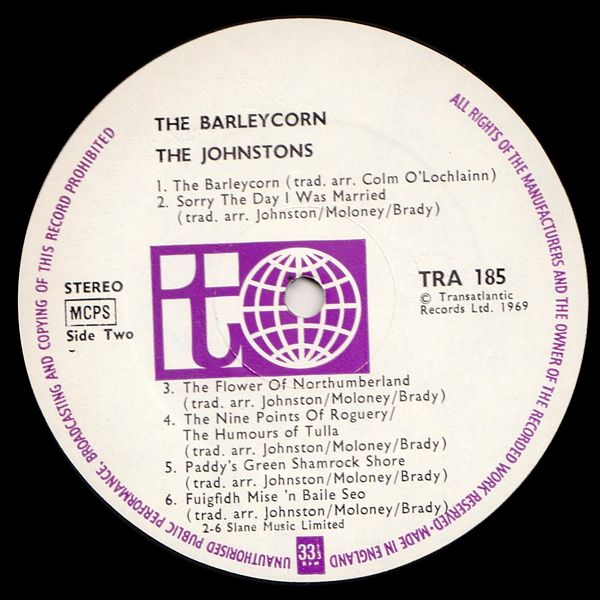 THE BARLEYCORN
THE JOHNSTONS
1. The Barleycorn (trad. arr. Colm O'Lochlainn)
2. Sorry The Day I Was Married
(trad. arr. Johnston/Moloney/Brady)
STEREO
MCPS
Side Two
to
TRA 185
© Transatlantic
Records Ltd. 1969
3. The Flower Of Northumberland
(trad. arr. Johnston/Moloney/Brady)
4. The Nine Points Of Roguery/
The Humours of Tulla
(trad. arr. Johnston/Moloney/Brady)
5. Paddy's Green Shamrock Shore
(trad. arr. Johnston/Moloney/Brady)
6. Fuigfidh Mise 'n Baile Seo
(trad. arr. Johnston/Moloney/Brady)
2-6 Slane Music Limited
ALL RIGHTS OF THE MANUFACTURERS AND THE OWNER OF THE RECORDED WORK RESERVED·MADE IN ENGLAND
33 1/3 RPM
UNAUTHORISED PUBLIC PERFORMANCE, BROADCASTING AND COPYING OF THIS RECORD PROHIBITED